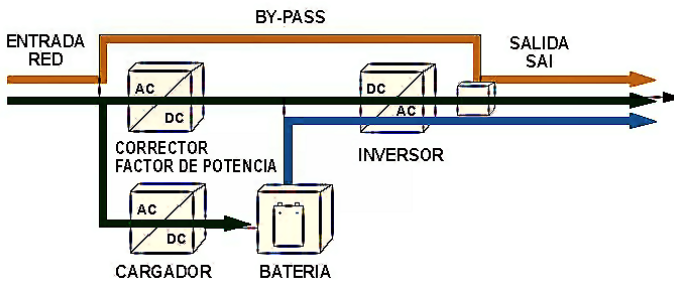 BY-PASS
ENTRADA
RED
SALIDA
SAI
AC
DC
DC
AC
CORRECTOR
FACTOR DE POTENCIA
INVERSOR
AC
DC
CARGADOR
BATERIA